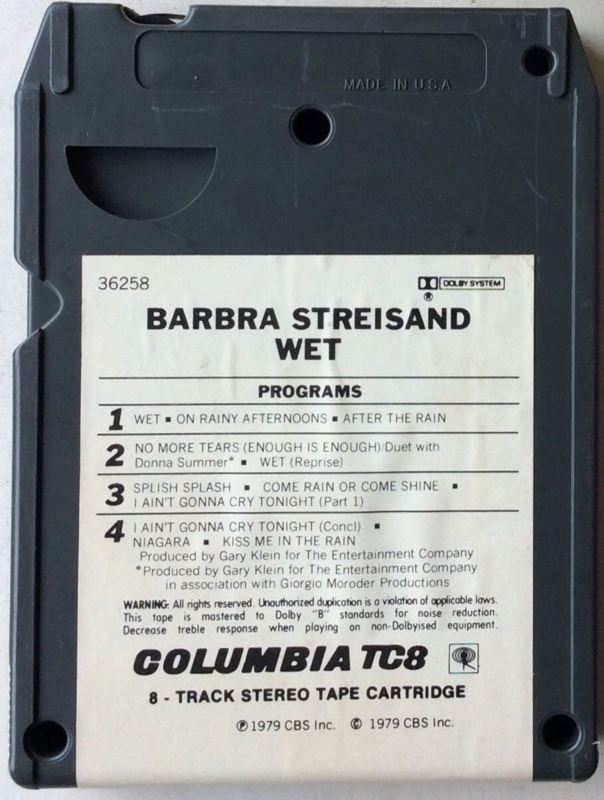 MADE IN U.S.A
36258
DOLBY SYSTEM
®
BARBRA STREISAND
WET
PROGRAMS
1 WET ▪ ON RAINY AFTERNOONS ▪ AFTER THE RAIN
2 NO MORE TEARS (ENOUGH IS ENOUGH)/Duet with
Donna Summer* ▪ WET (Reprise)
3 SPLISH SPLASH ▪ COME RAIN OR COME SHINE ▪
I AIN'T GONNA CRY TONIGHT (Part 1)
4 I AIN'T GONNA CRY TONIGHT (Concl) ▪
NIAGARA ▪ KISS ME IN THE RAIN
Produced by Gary Klein for The Entertainment Company
*Produced by Gary Klein for The Entertainment Company
in association with Giorgio Moroder Productions
WARNING: All rights reserved. Unauthorized duplication is a violation of applicable laws.
This tape is mastered to Dolby "B" standards for noise reduction.
Decrease treble response when playing on non-Dolbyised equipment.
COLUMBIA TC8
8 - TRACK STEREO TAPE CARTRIDGE
℗ 1979 CBS Inc. © 1979 CBS Inc.